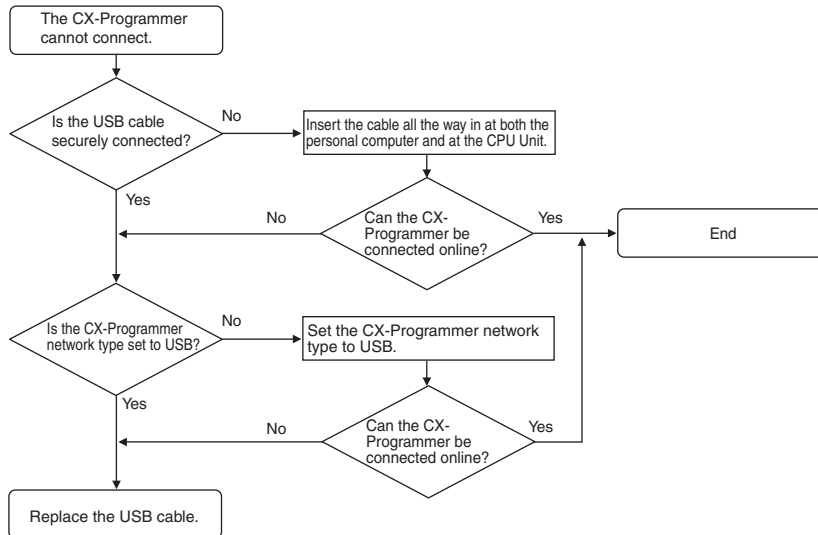 The CX-Programmer
cannot connect.
Is the USB cable
securely connected?
No
Insert the cable all the way in at both the
personal computer and at the CPU Unit.
Yes
No
Can the CX-
Programmer be
connected online?
Yes
End
Is the CX-Programmer
network type set to USB?
No
Set the CX-Programmer network
type to USB.
Yes
No
Can the CX-
Programmer be
connected online?
Yes
Replace the USB cable.